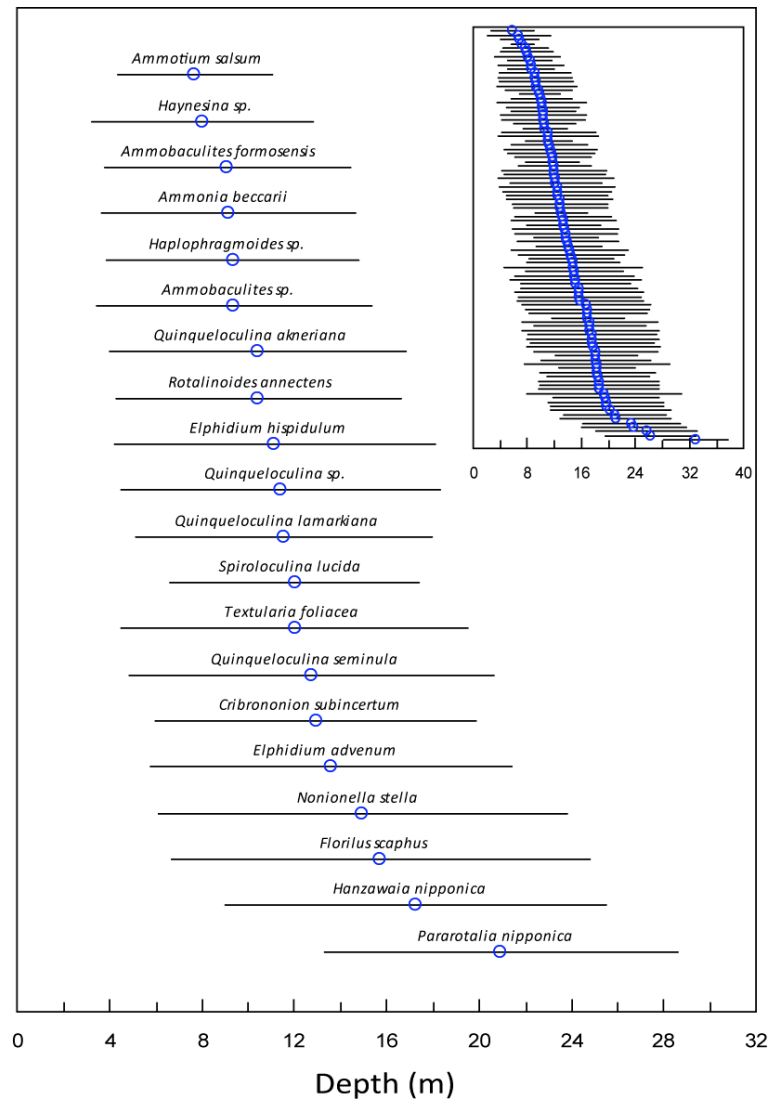 Ammotium salsum
Haynesina sp.
Ammobaculites formosensis
Ammonia beccarii
Haplophragmoides sp.
Ammobaculites sp.
Quinqueloculina akneriana
Rotalinoides annectens
Elphidium hispidulum
Quinqueloculina sp.
Quinqueloculina lamarkiana
Spiroloculina lucida
Textularia foliacea
Quinqueloculina seminula
Cribrononion subincertum
Elphidium advenum
Nonionella stella
Florilus scaphus
Hanzawaia nipponica
Pararotalia nipponica
0 8 16 24 32 40
0 4 8 12 16 20 24 28 32
Depth (m)